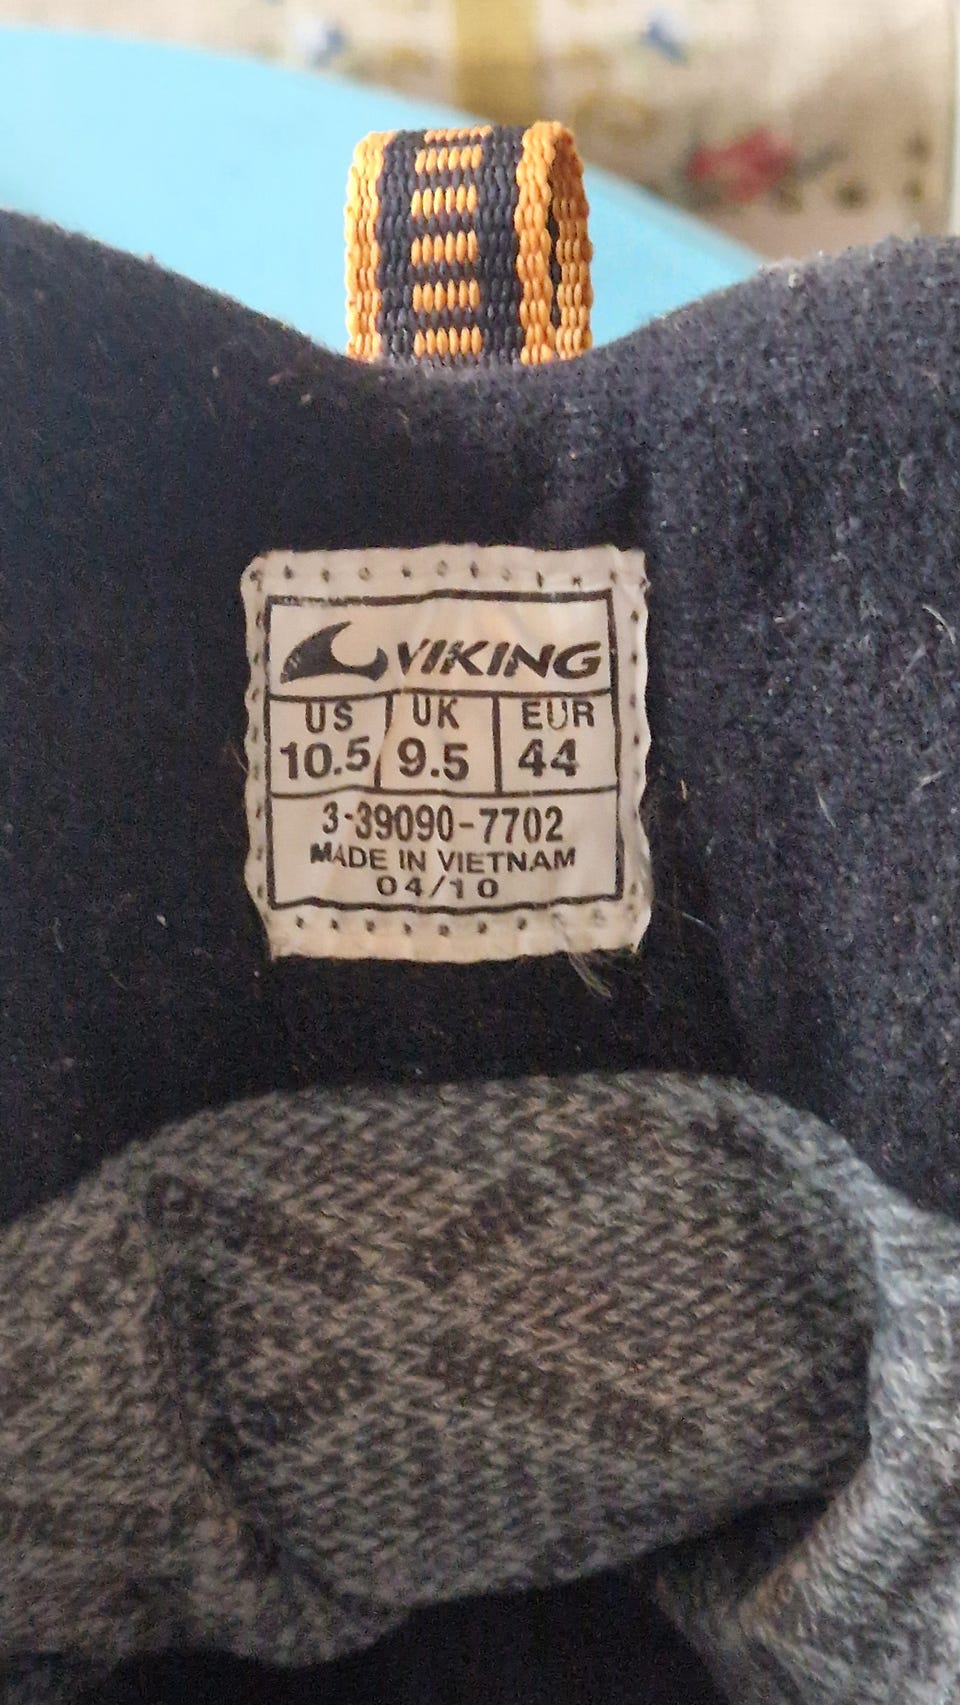 VIKING
US UK EUR
10.5 9.5 44
3-39090-7702
MADE IN VIETNAM
04/10